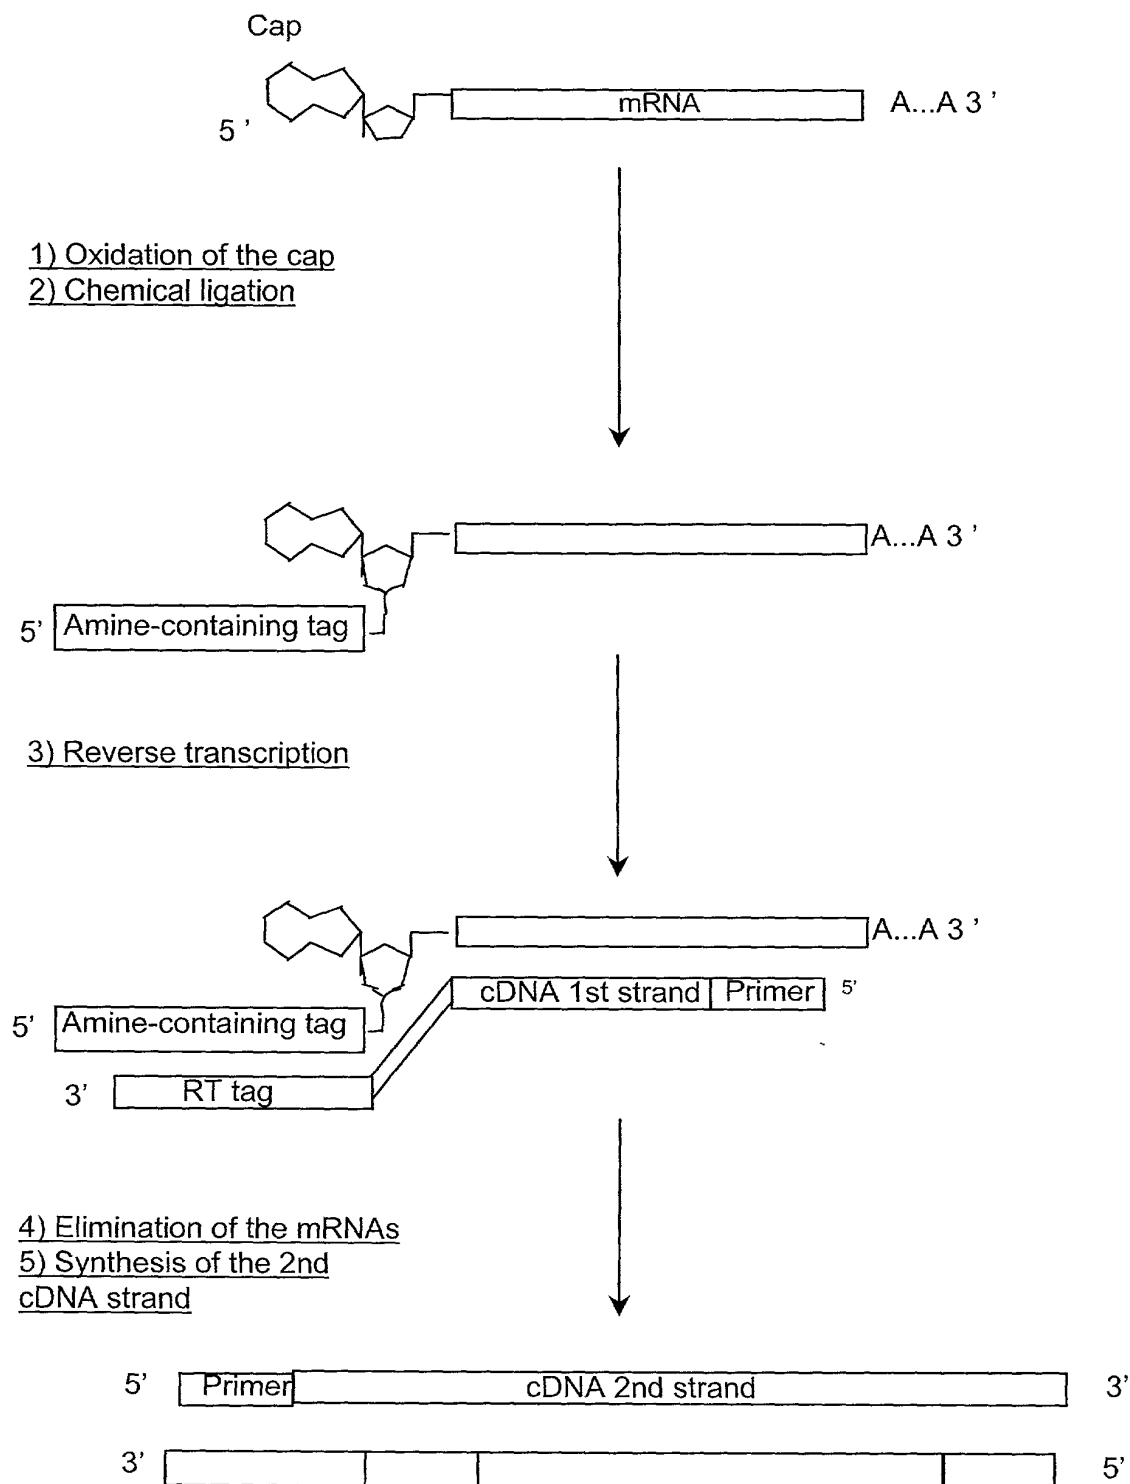 Cap
mRNA
A...A 3 '
5 '
1) Oxidation of the cap
2) Chemical ligation
A...A 3 '
5' Amine-containing tag
3) Reverse transcription
A...A 3 '
cDNA 1st strand Primer 5'
5' Amine-containing tag
3' RT tag
4) Elimination of the mRNAs
5) Synthesis of the 2nd
cDNA strand
5' Primer cDNA 2nd strand 3'
3' 5'